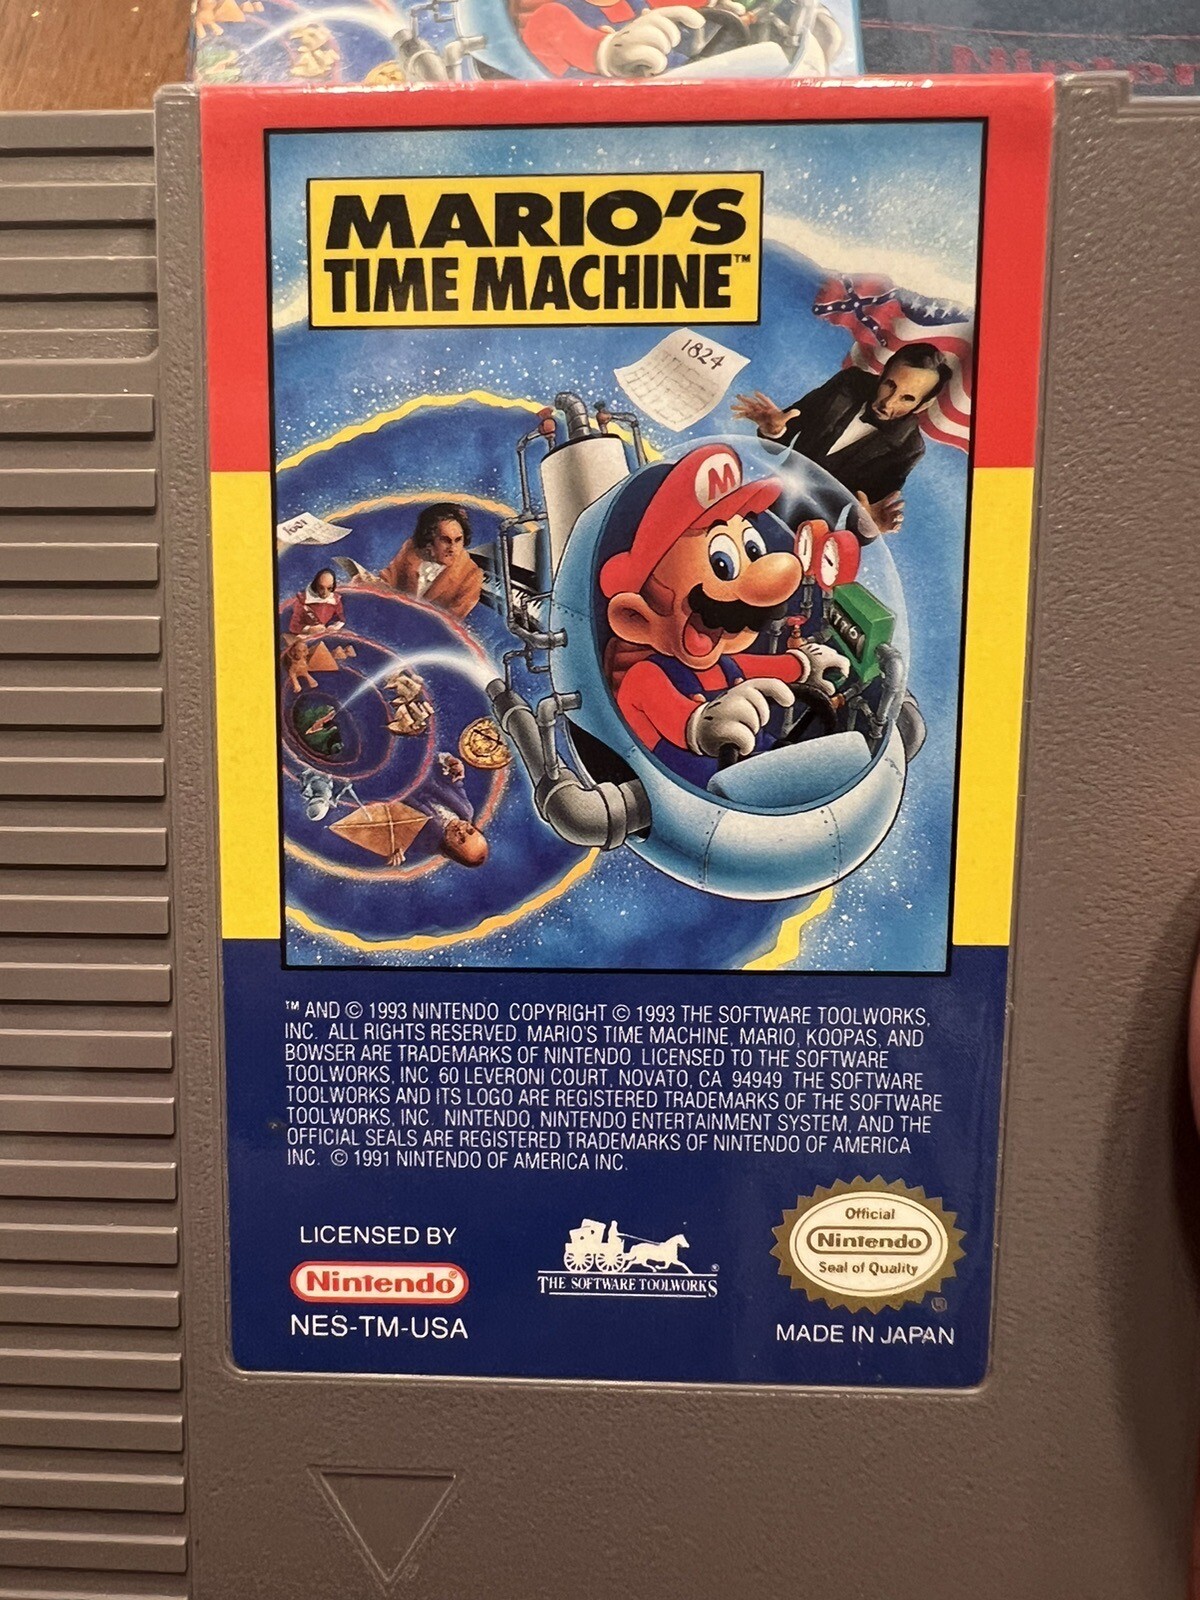 MARIO'S
TIME MACHINE™
1824
M
™ AND © 1993 NINTENDO COPYRIGHT © 1993 THE SOFTWARE TOOLWORKS,
INC. ALL RIGHTS RESERVED. MARIO'S TIME MACHINE, MARIO, KOOPAS, AND
BOWSER ARE TRADEMARKS OF NINTENDO. LICENSED TO THE SOFTWARE
TOOLWORKS, INC. 60 LEVERONI COURT, NOVATO, CA 94949 THE SOFTWARE
TOOLWORKS AND ITS LOGO ARE REGISTERED TRADEMARKS OF THE SOFTWARE
TOOLWORKS, INC. NINTENDO, NINTENDO ENTERTAINMENT SYSTEM, AND THE
OFFICIAL SEALS ARE REGISTERED TRADEMARKS OF NINTENDO OF AMERICA
INC. © 1991 NINTENDO OF AMERICA INC.
LICENSED BY
Nintendo®
NES-TM-USA
THE SOFTWARE TOOLWORKS®
Official
Nintendo
Seal of Quality
®
MADE IN JAPAN